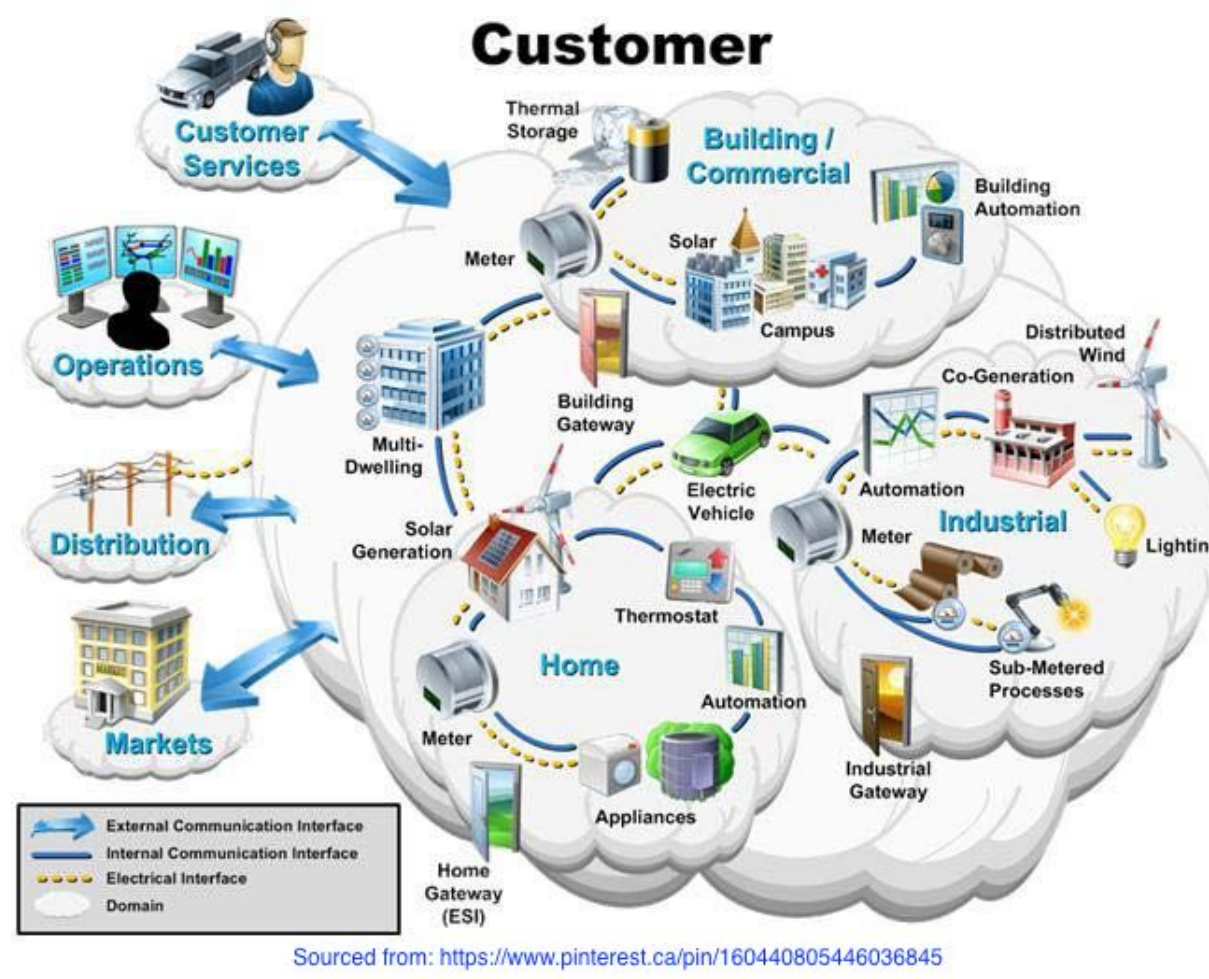 Customer
Customer
Services
Thermal
Storage
Building /
Commercial
Building
Automation
Meter
Solar
Campus
Operations
Multi-
Dwelling
Building
Gateway
Distributed
Wind
Co-Generation
Automation
Electric
Vehicle
Distribution
Solar
Generation
Meter
Industrial
Lightin
Thermostat
Home
Automation
Sub-Metered
Processes
MARKET
Markets
Meter
Appliances
Industrial
Gateway
Home
Gateway
(ESI)
External Communication Interface
Internal Communication Interface
Electrical Interface
Domain
Sourced from: https://www.pinterest.ca/pin/160440805446036845